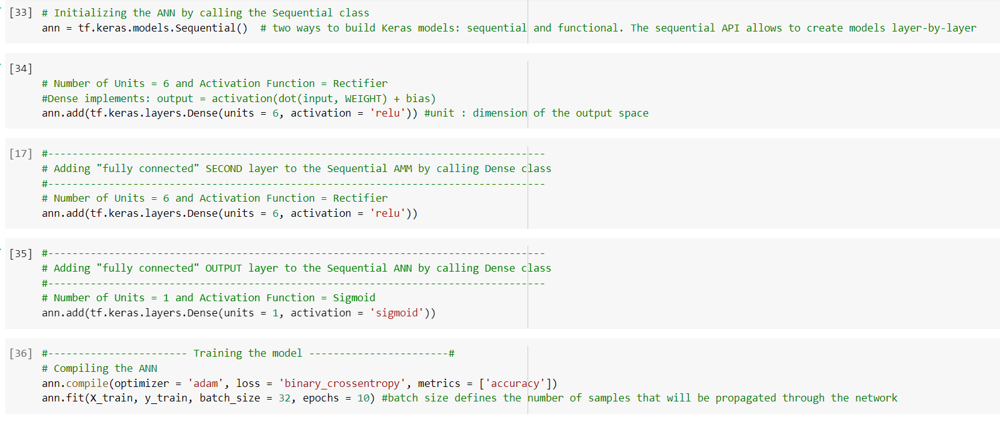 [33] # Initializing the ANN by calling the Sequential class
ann = tf.keras.models.Sequential()  # two ways to build Keras models: sequential and functional. The sequential API allows to create models layer-by-layer
[34]
# Number of Units = 6 and Activation Function = Rectifier
#Dense implements: output = activation(dot(input, WEIGHT) + bias)
ann.add(tf.keras.layers.Dense(units = 6, activation = 'relu')) #unit : dimension of the output space
[17] #----------------------------------------------------------------------------------
# Adding "fully connected" SECOND layer to the Sequential AMM by calling Dense class
#----------------------------------------------------------------------------------
# Number of Units = 6 and Activation Function = Rectifier
ann.add(tf.keras.layers.Dense(units = 6, activation = 'relu'))
[35] #----------------------------------------------------------------------------------
# Adding "fully connected" OUTPUT layer to the Sequential ANN by calling Dense class
#----------------------------------------------------------------------------------
# Number of Units = 1 and Activation Function = Sigmoid
ann.add(tf.keras.layers.Dense(units = 1, activation = 'sigmoid'))
[36] #----------------------- Training the model -----------------------#
# Compiling the ANN
ann.compile(optimizer = 'adam', loss = 'binary_crossentropy', metrics = ['accuracy'])
ann.fit(X_train, y_train, batch_size = 32, epochs = 10) #batch size defines the number of samples that will be propagated through the network